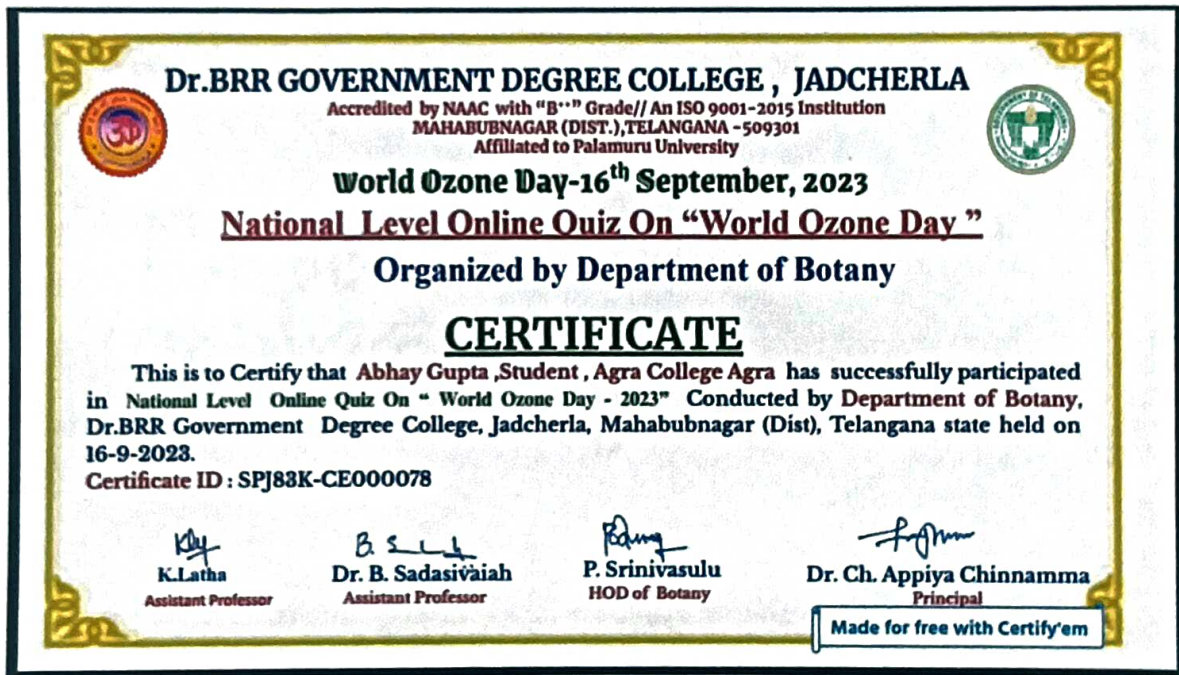 Dr.BRR GOVERNMENT DEGREE COLLEGE , JADCHERLA
Accredited by NAAC with "B⁺⁺" Grade// An ISO 9001-2015 Institution
MAHABUBNAGAR (DIST.),TELANGANA -509301
Affiliated to Palamuru University
World Ozone Day-16th September, 2023
National Level Online Quiz On "World Ozone Day "
Organized by Department of Botany
CERTIFICATE
This is to Certify that Abhay Gupta ,Student , Agra College Agra has successfully participated
in National Level Online Quiz On " World Ozone Day - 2023" Conducted by Department of Botany,
Dr.BRR Government Degree College, Jadcherla, Mahabubnagar (Dist), Telangana state held on
16-9-2023.
Certificate ID : SPJ83K-CE000078
K.Latha
Assistant Professor
Dr. B. Sadasivaiah
Assistant Professor
P. Srinivasulu
HOD of Botany
Dr. Ch. Appiya Chinnamma
Principal
Made for free with Certify'em